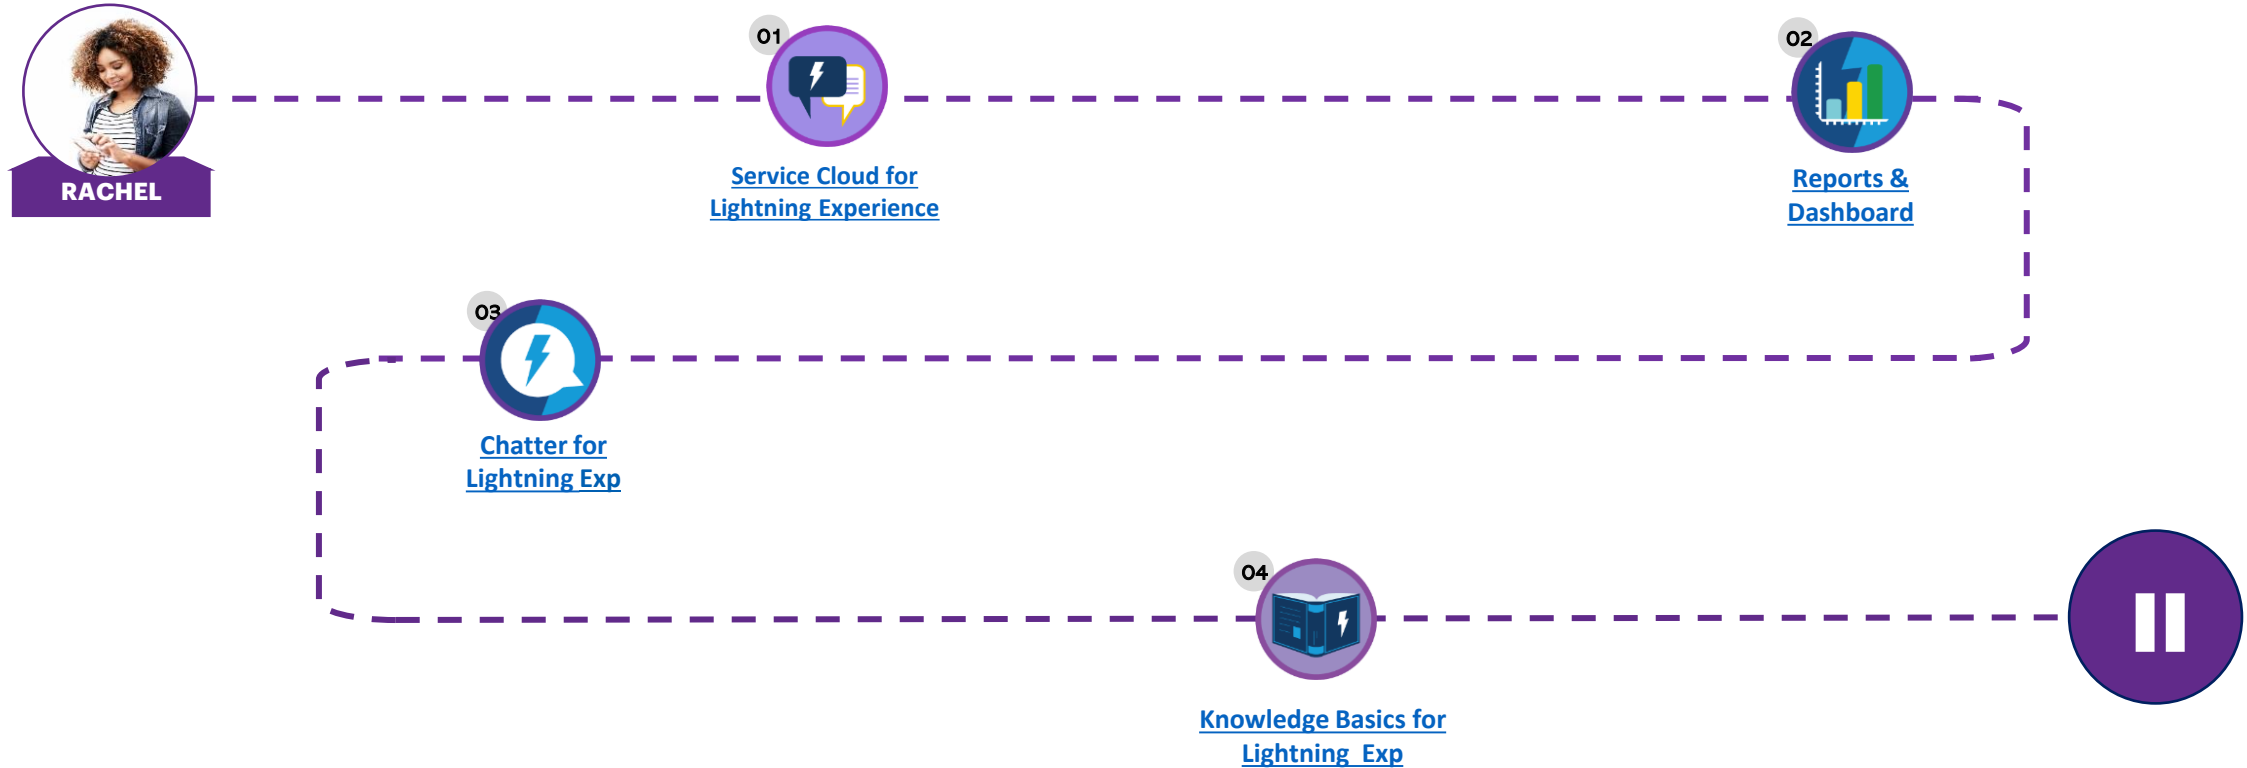 01
02
RACHEL
Service Cloud for
Lightning Experience
Reports &
Dashboard
03
Chatter for
Lightning Exp
04
Knowledge Basics for
Lightning  Exp